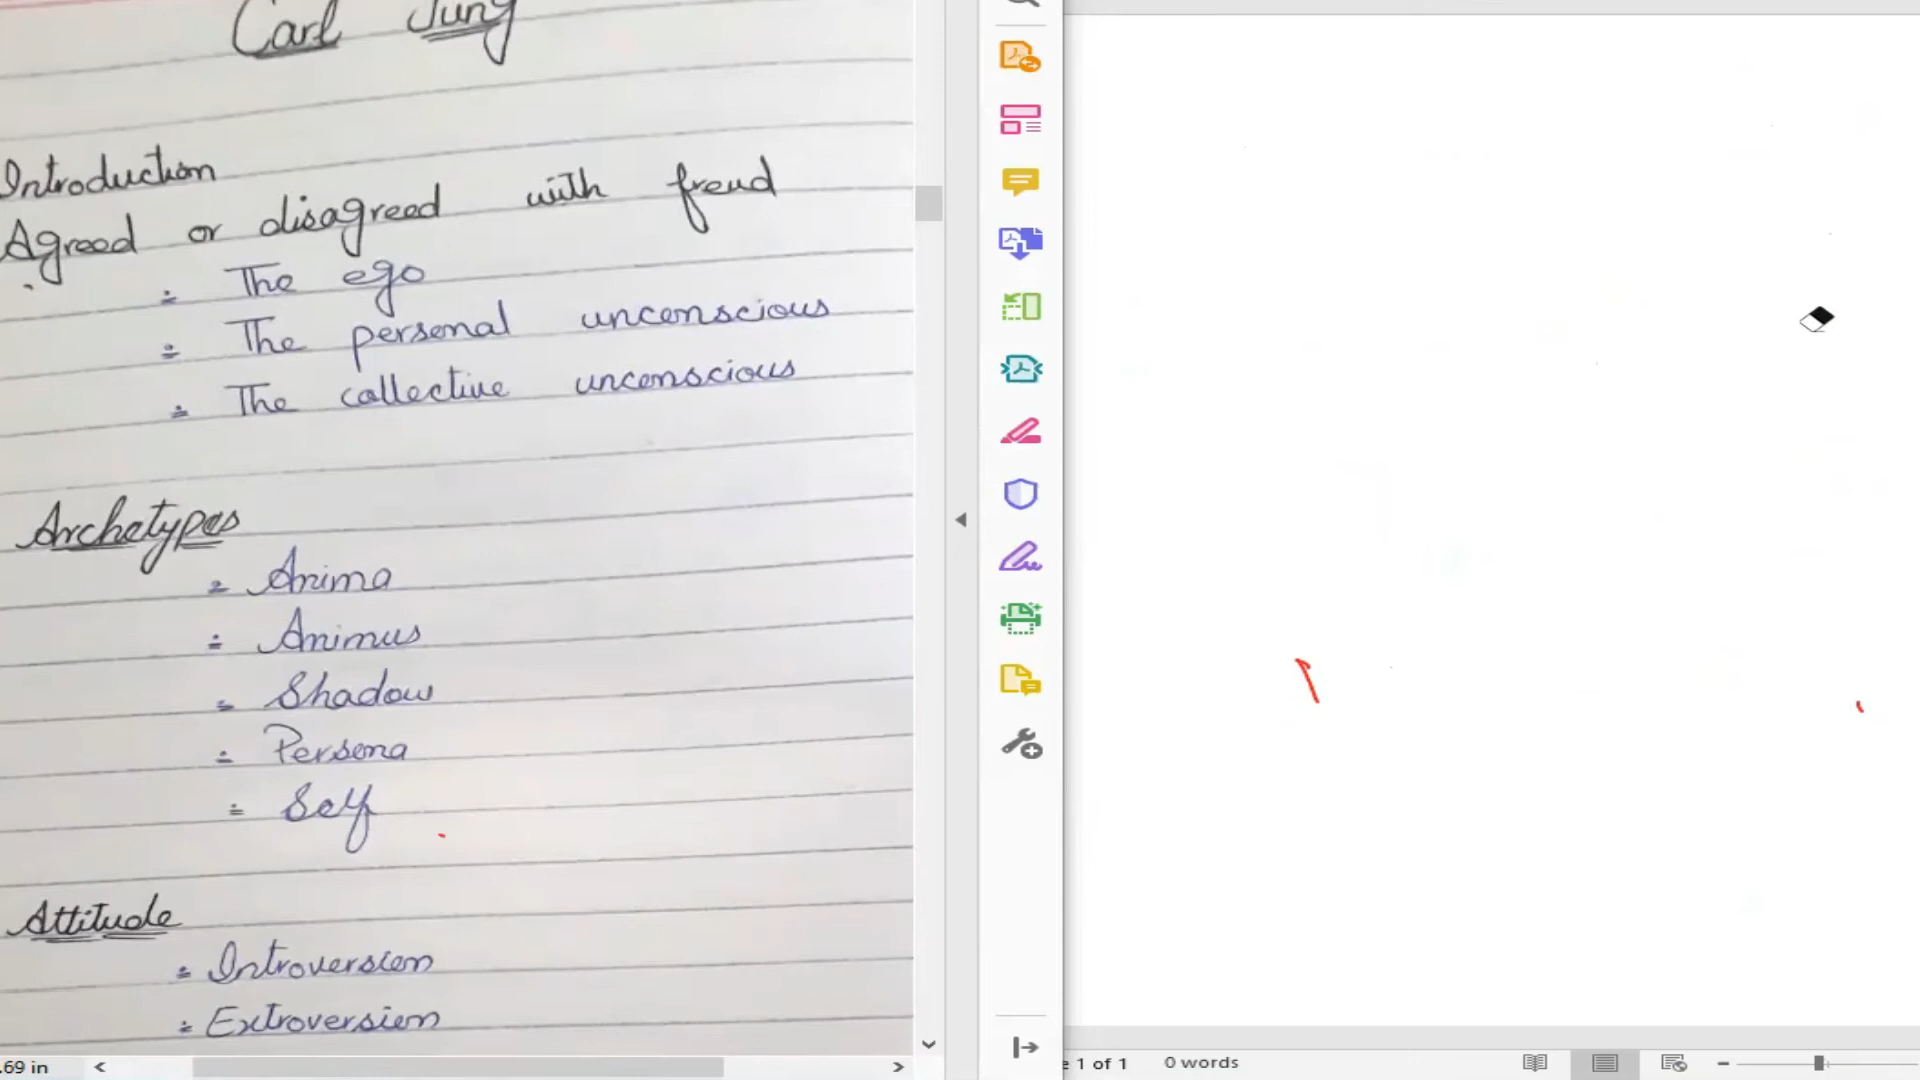 Carl Jung
Introduction
Agreed or disagreed with freud
The ego
The personal unconscious
The collective unconscious
Archetypes
Anima
Animus
Shadow
Persona
Self
Attitude
Introversion
Extroversion
.69 in
1 of 1
0 words